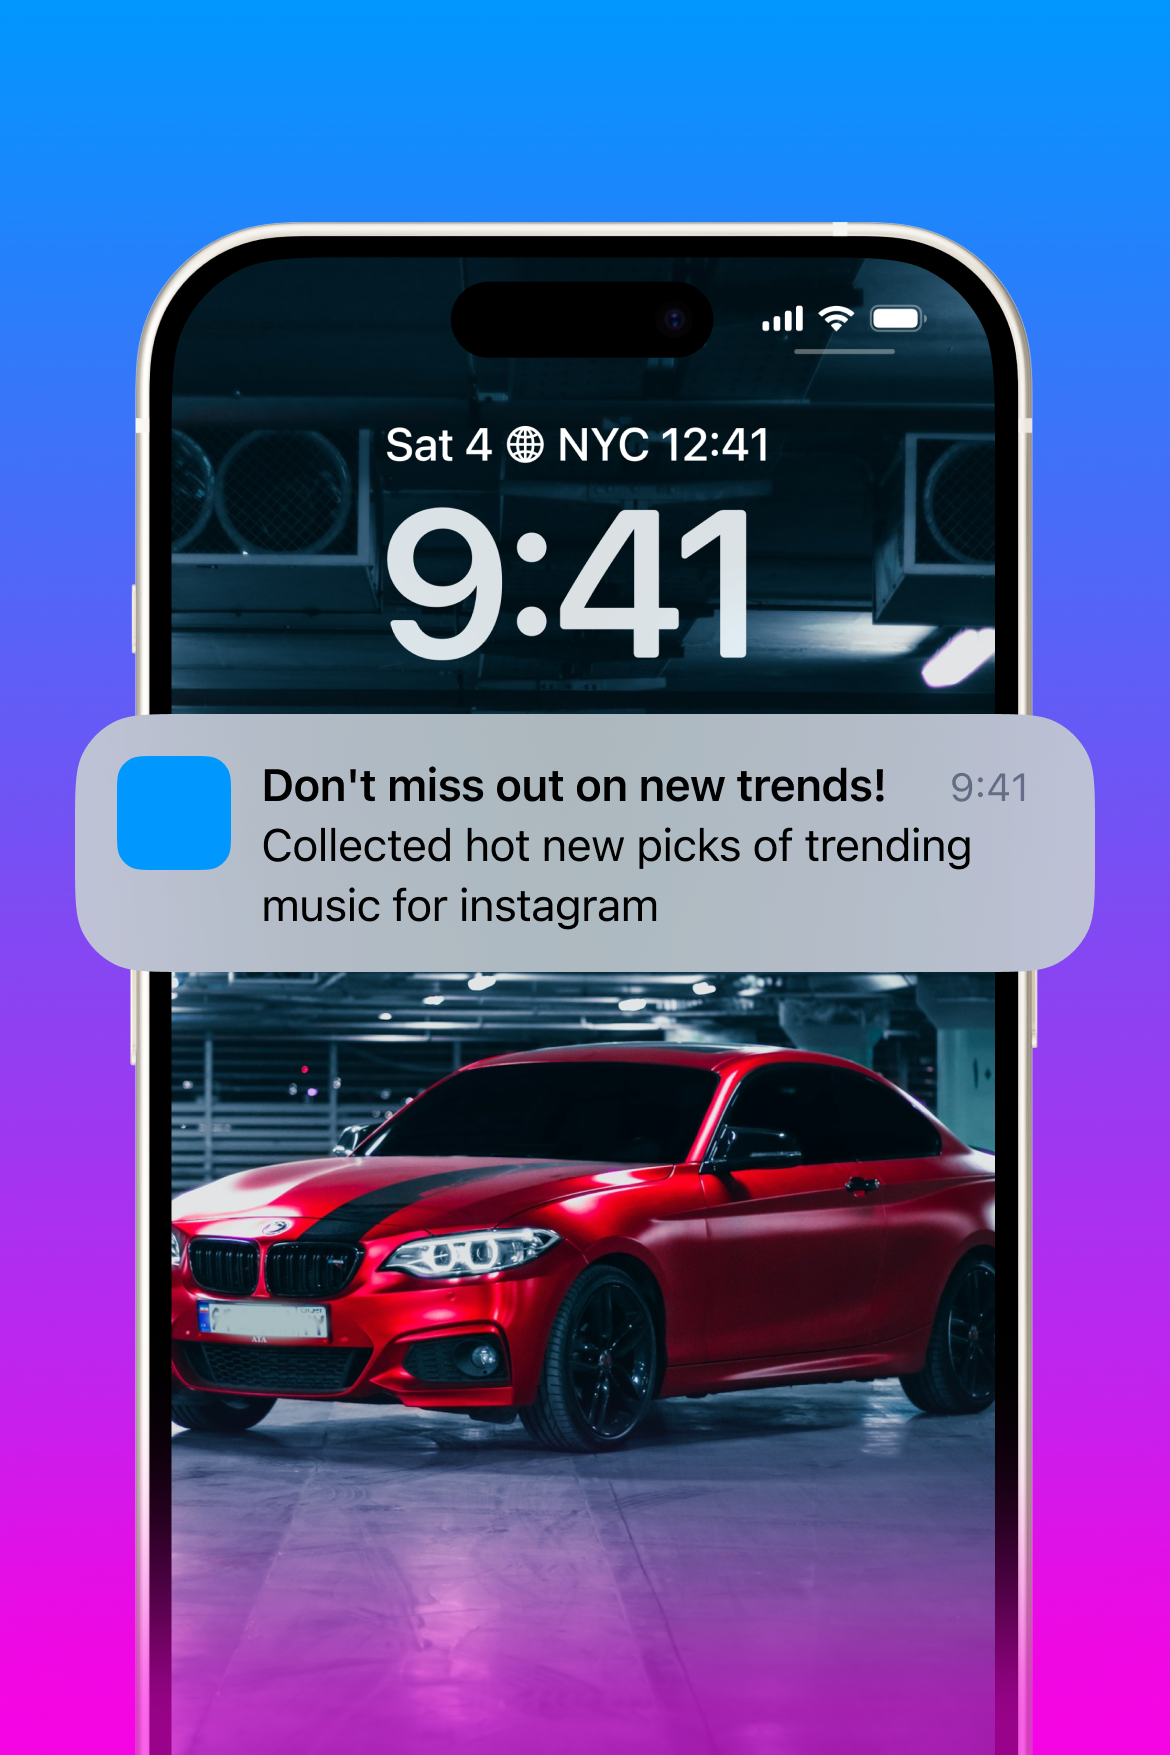 Sat 4 NYC 12:41
9:41
Don't miss out on new trends! 9:41
Collected hot new picks of trending
music for instagram
ATA